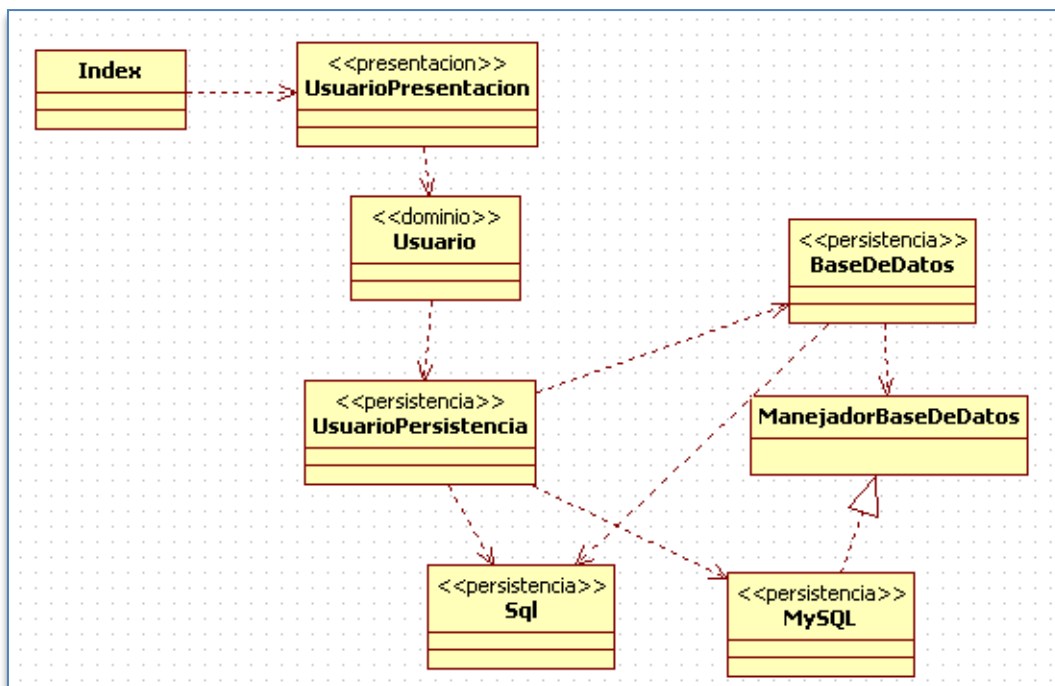 Index
<<presentacion>>
UsuarioPresentacion
<<dominio>>
Usuario
<<persistencia>>
BaseDeDatos
<<persistencia>>
UsuarioPersistencia
ManejadorBaseDeDatos
<<persistencia>>
Sql
<<persistencia>>
MySQL